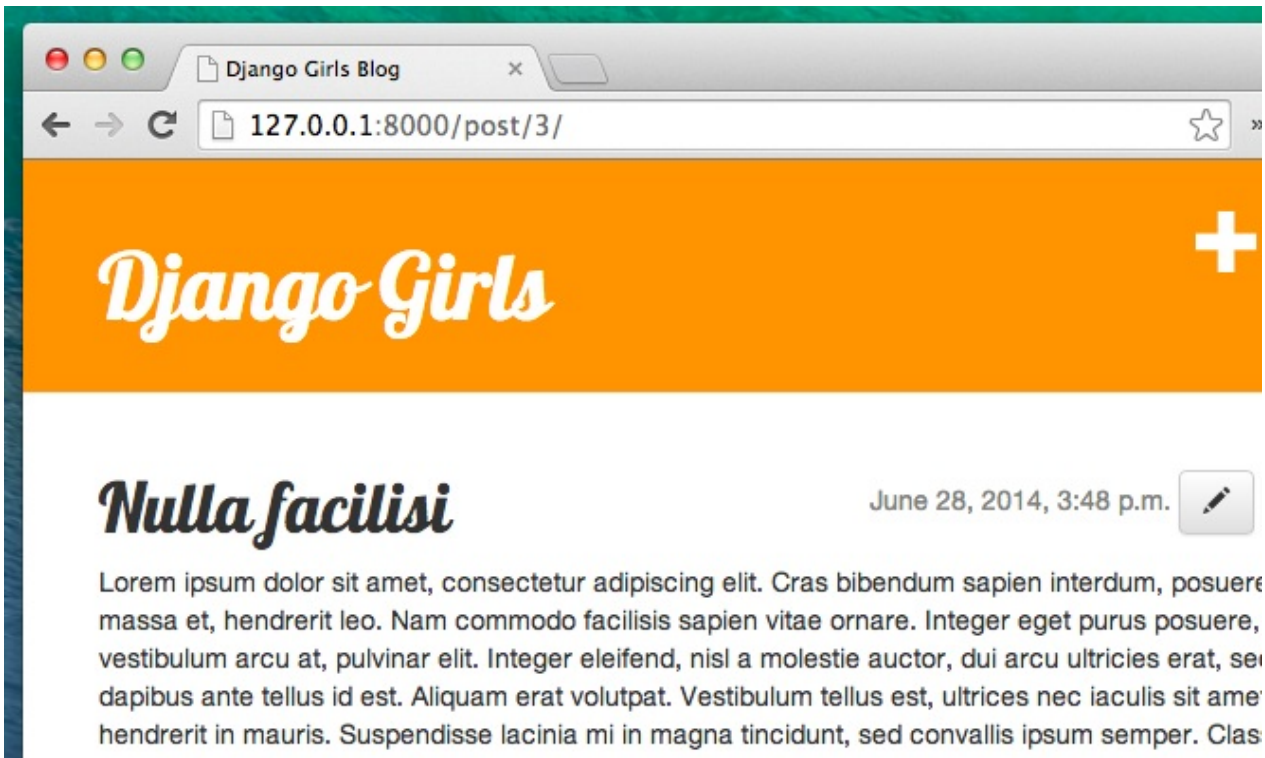 Django Girls Blog
127.0.0.1:8000/post/3/
Django Girls
Nulla facilisi
June 28, 2014, 3:48 p.m.
Lorem ipsum dolor sit amet, consectetur adipiscing elit. Cras bibendum sapien interdum, posuere
massa et, hendrerit leo. Nam commodo facilisis sapien vitae ornare. Integer eget purus posuere,
vestibulum arcu at, pulvinar elit. Integer eleifend, nisl a molestie auctor, dui arcu ultricies erat, sed
dapibus ante tellus id est. Aliquam erat volutpat. Vestibulum tellus est, ultrices nec iaculis sit amet
hendrerit in mauris. Suspendisse lacinia mi in magna tincidunt, sed convallis ipsum semper. Class